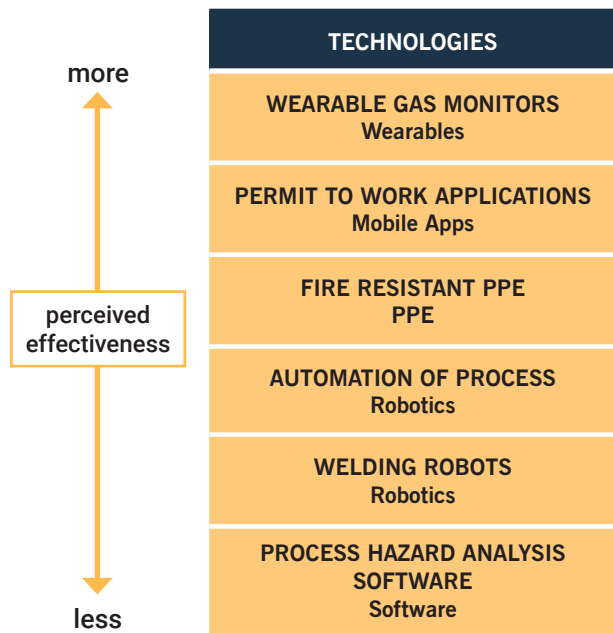 TECHNOLOGIES
more
WEARABLE GAS MONITORS
Wearables
PERMIT TO WORK APPLICATIONS
Mobile Apps
FIRE RESISTANT PPE
PPE
perceived
effectiveness
AUTOMATION OF PROCESS
Robotics
WELDING ROBOTS
Robotics
PROCESS HAZARD ANALYSIS
SOFTWARE
Software
less